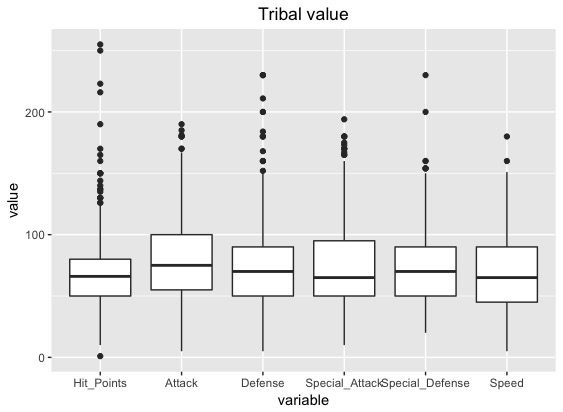 Tribal value
200
100
0
value
Hit_Points Attack Defense Special_Attack Special_Defense Speed
variable